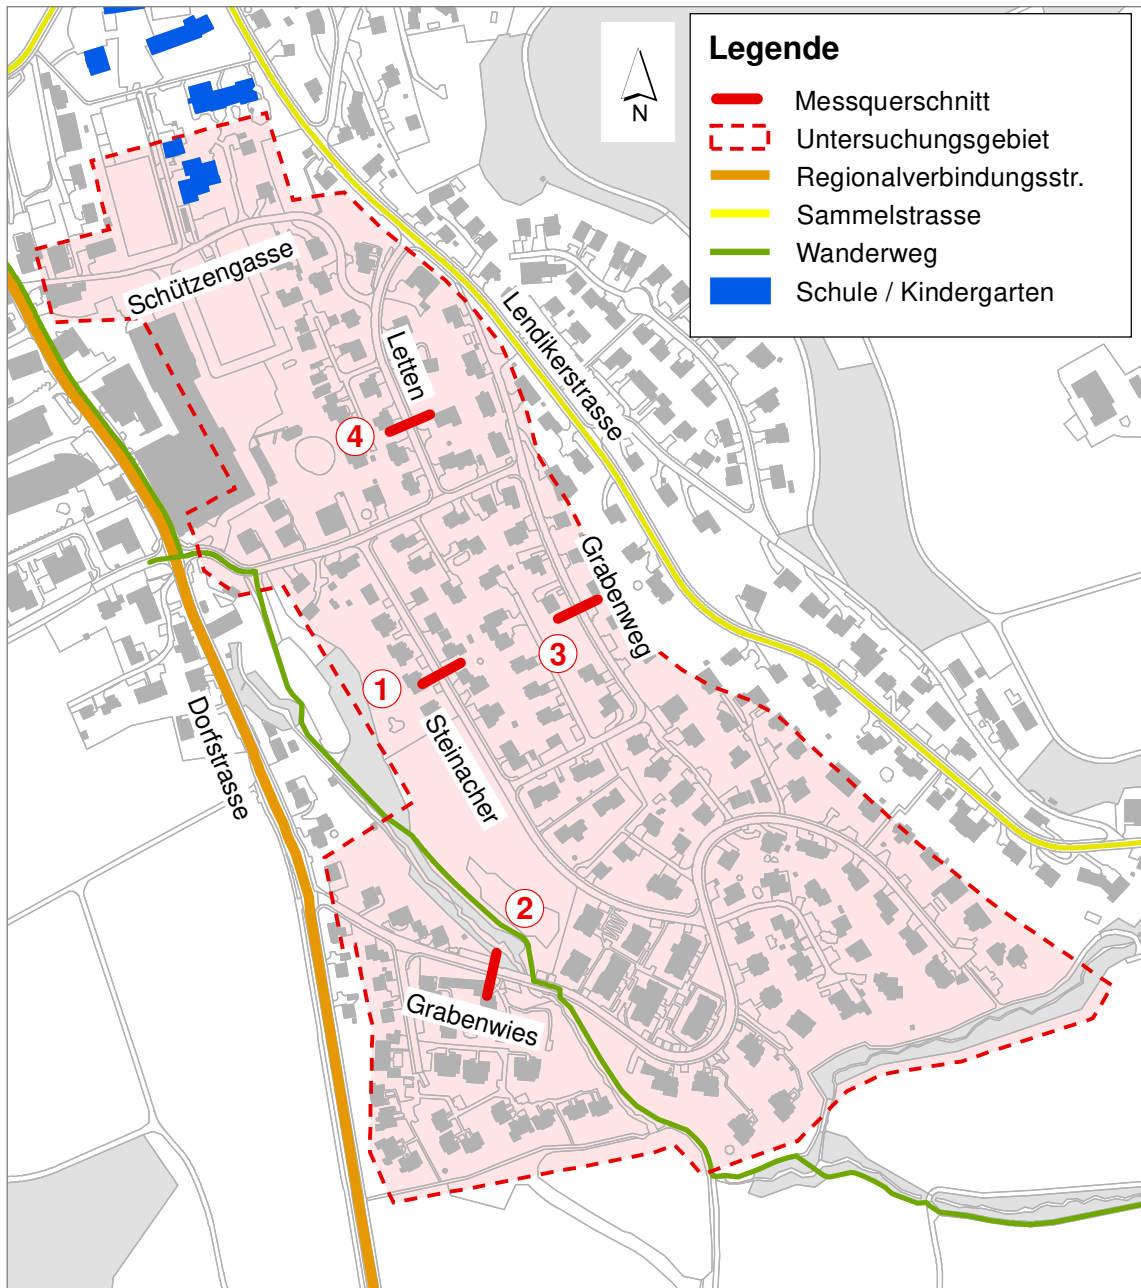 Legende
Messquerschnitt
Untersuchungsgebiet
Regionalverbindungsstr.
Sammelstrasse
Wanderweg
Schule / Kindergarten
N
Schützengasse
Lendikerstrasse
Letten
4
Grabenweg
3
1
Steinacher
Dorfstrasse
2
Grabenwies